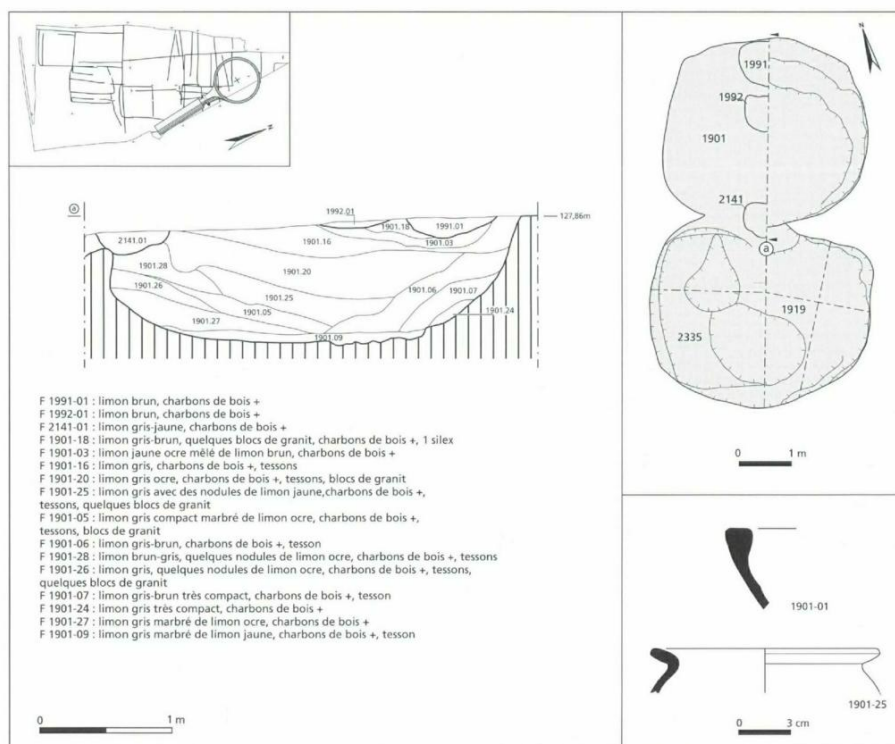 N
a
127,86m
1992.01
1901.18
1991.01
2141.01
1901.16
1901.03
1901.28
1901.20
1901.26
1901.25
1901.06
1901.07
1901.05
1901.24
1901.27
1901.09
F 1991-01 : limon brun, charbons de bois +
F 1992-01 : limon brun, charbons de bois +
F 2141-01 : limon gris-jaune, charbons de bois +
F 1901-18 : limon gris-brun, quelques blocs de granit, charbons de bois +, 1 silex
F 1901-03 : limon jaune ocre mêlé de limon brun, charbons de bois +
F 1901-16 : limon gris, charbons de bois +, tessons
F 1901-20 : limon gris ocre, charbons de bois +, tessons, blocs de granit
F 1901-25 : limon gris avec des nodules de limon jaune,charbons de bois +,
tessons, quelques blocs de granit
F 1901-05 : limon gris compact marbré de limon ocre, charbons de bois +,
tessons, blocs de granit
F 1901-06 : limon gris-brun, charbons de bois +, tesson
F 1901-28 : limon brun-gris, quelques nodules de limon ocre, charbons de bois +, tessons
F 1901-26 : limon gris, quelques nodules de limon ocre, charbons de bois +, tessons,
quelques blocs de granit
F 1901-07 : limon gris-brun très compact, charbons de bois +, tesson
F 1901-24 : limon gris très compact, charbons de bois +
F 1901-27 : limon gris marbré de limon ocre, charbons de bois +
F 1901-09 : limon gris marbré de limon jaune, charbons de bois +, tesson
0 1 m
N
1991
1992
1901
2141
a
1919
2335
0 1 m
1901-01
1901-25
0 3 cm